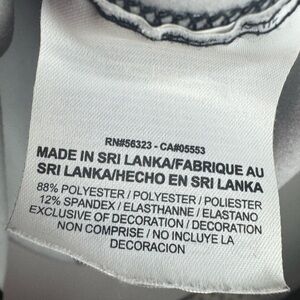 RN#56323 - CA#05553
MADE IN SRI LANKA/FABRIQUE AU
SRI LANKA/HECHO EN SRI LANKA
88% POLYESTER / POLYESTER / POLIESTER
12% SPANDEX / ELASTHANNE / ELASTANO
EXCLUSIVE OF DECORATION / DECORATION
NON COMPRISE / NO INCLUYE LA
DECORACION